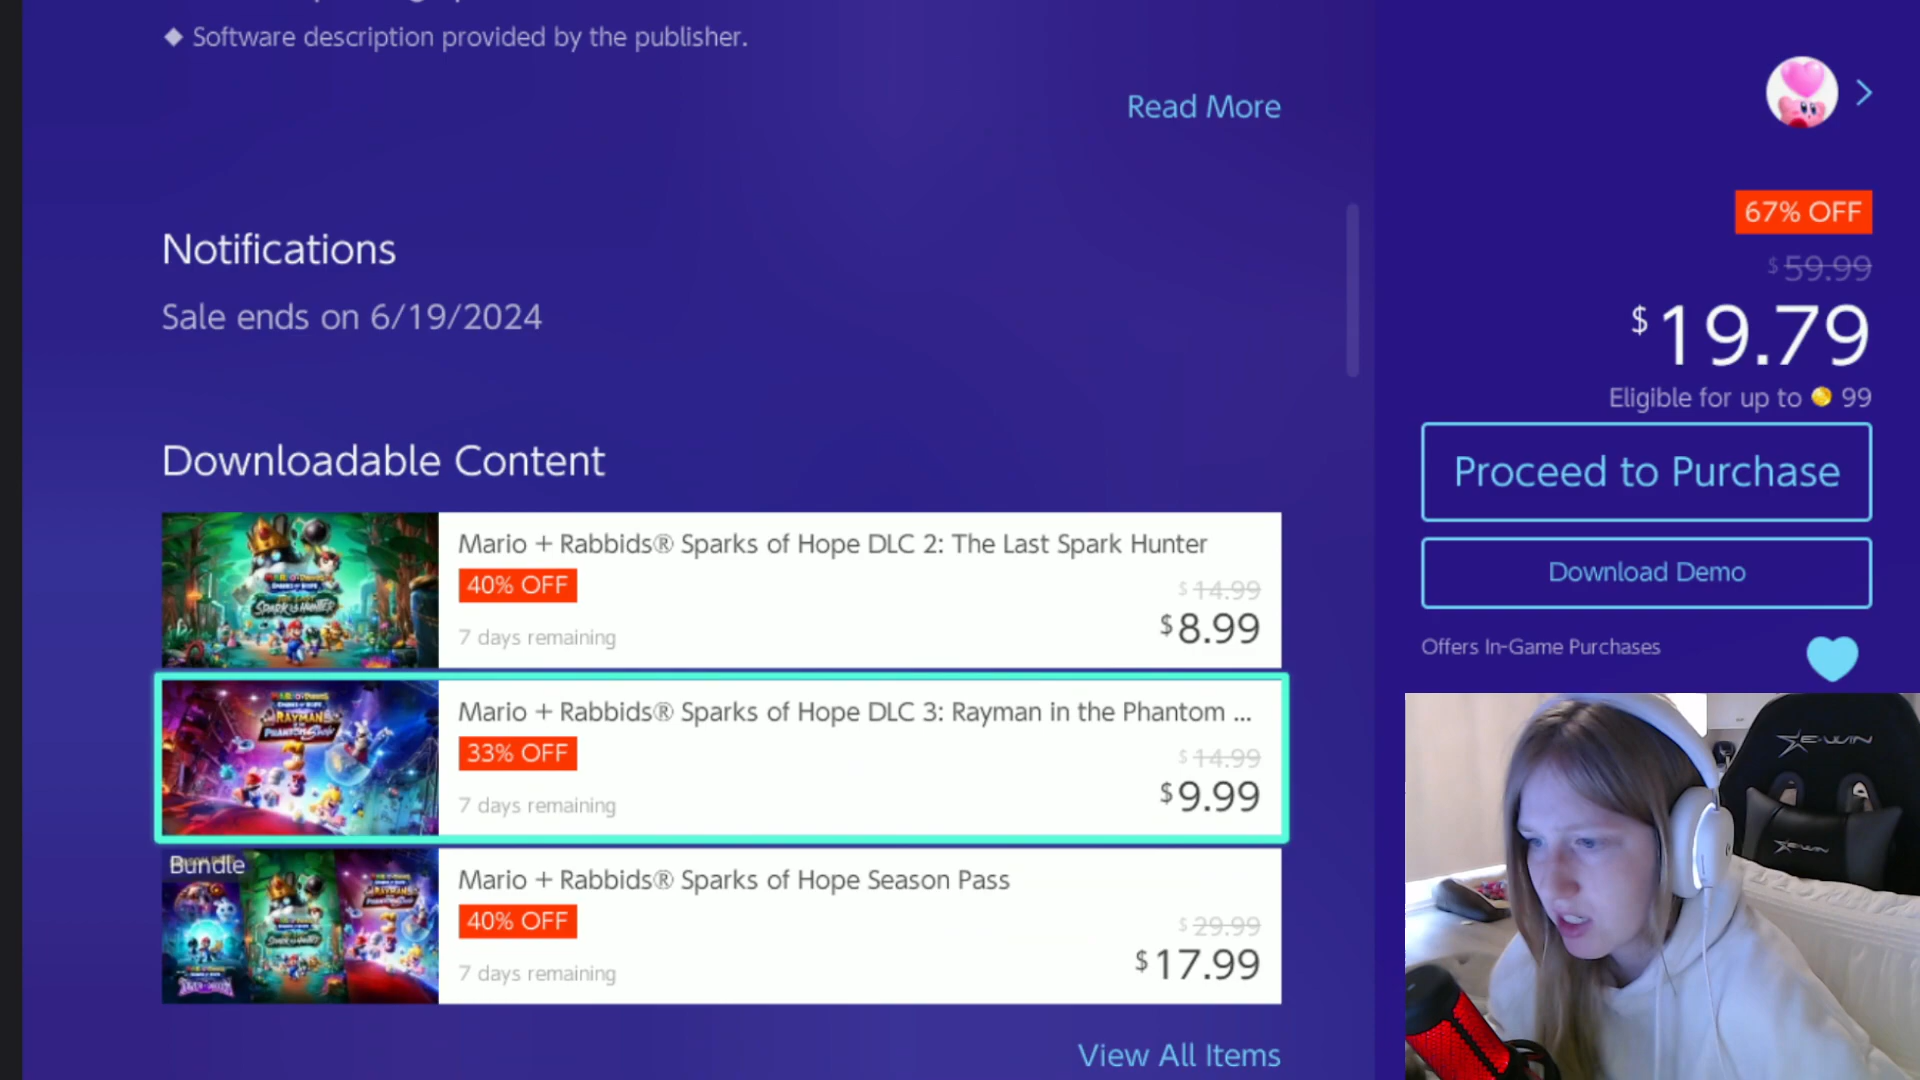 ◆ Software description provided by the publisher.
Read More
Notifications
Sale ends on 6/19/2024
Downloadable Content
Mario + Rabbids® Sparks of Hope DLC 2: The Last Spark Hunter
40% OFF
$14.99
7 days remaining
$8.99
Mario + Rabbids® Sparks of Hope DLC 3: Rayman in the Phantom ...
33% OFF
$14.99
7 days remaining
$9.99
Bundle
Mario + Rabbids® Sparks of Hope Season Pass
40% OFF
$29.99
7 days remaining
$17.99
View All Items
67% OFF
$59.99
$19.79
Eligible for up to 99
Proceed to Purchase
Download Demo
Offers In-Game Purchases
E-WIN
E-WIN